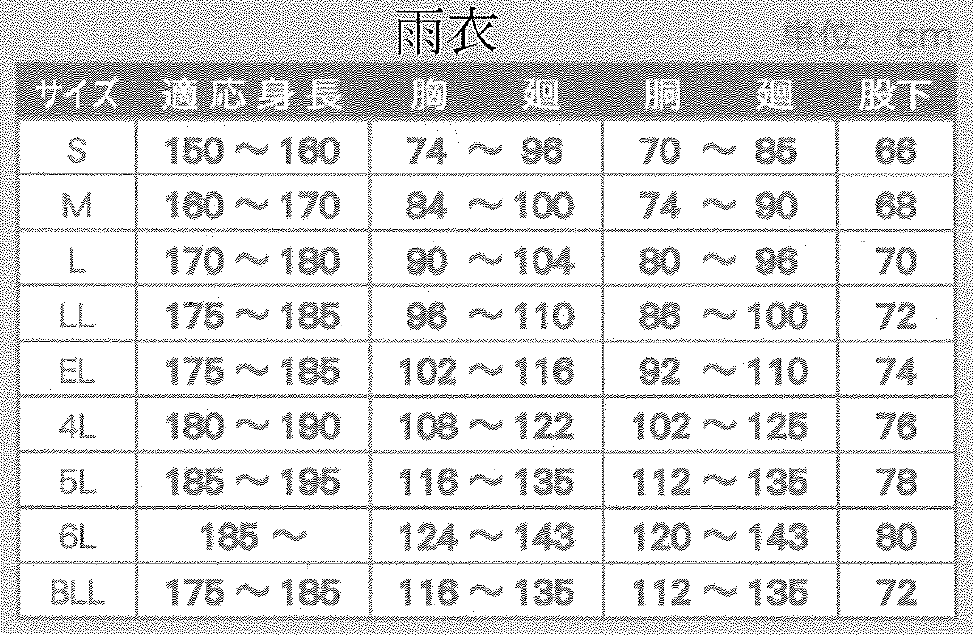 雨衣
サイズ 適応身長 胸廻 胴廻 股下
S 150～160 74～96 70～85 66
M 160～170 84～100 74～90 68
L 170～180 90～104 80～96 70
LL 175～185 96～110 86～100 72
EL 175～185 102～116 92～110 74
4L 180～190 108～122 102～125 76
5L 185～195 116～135 112～135 78
6L 185～ 124～143 120～143 80
BLL 175～185 116～135 112～135 72